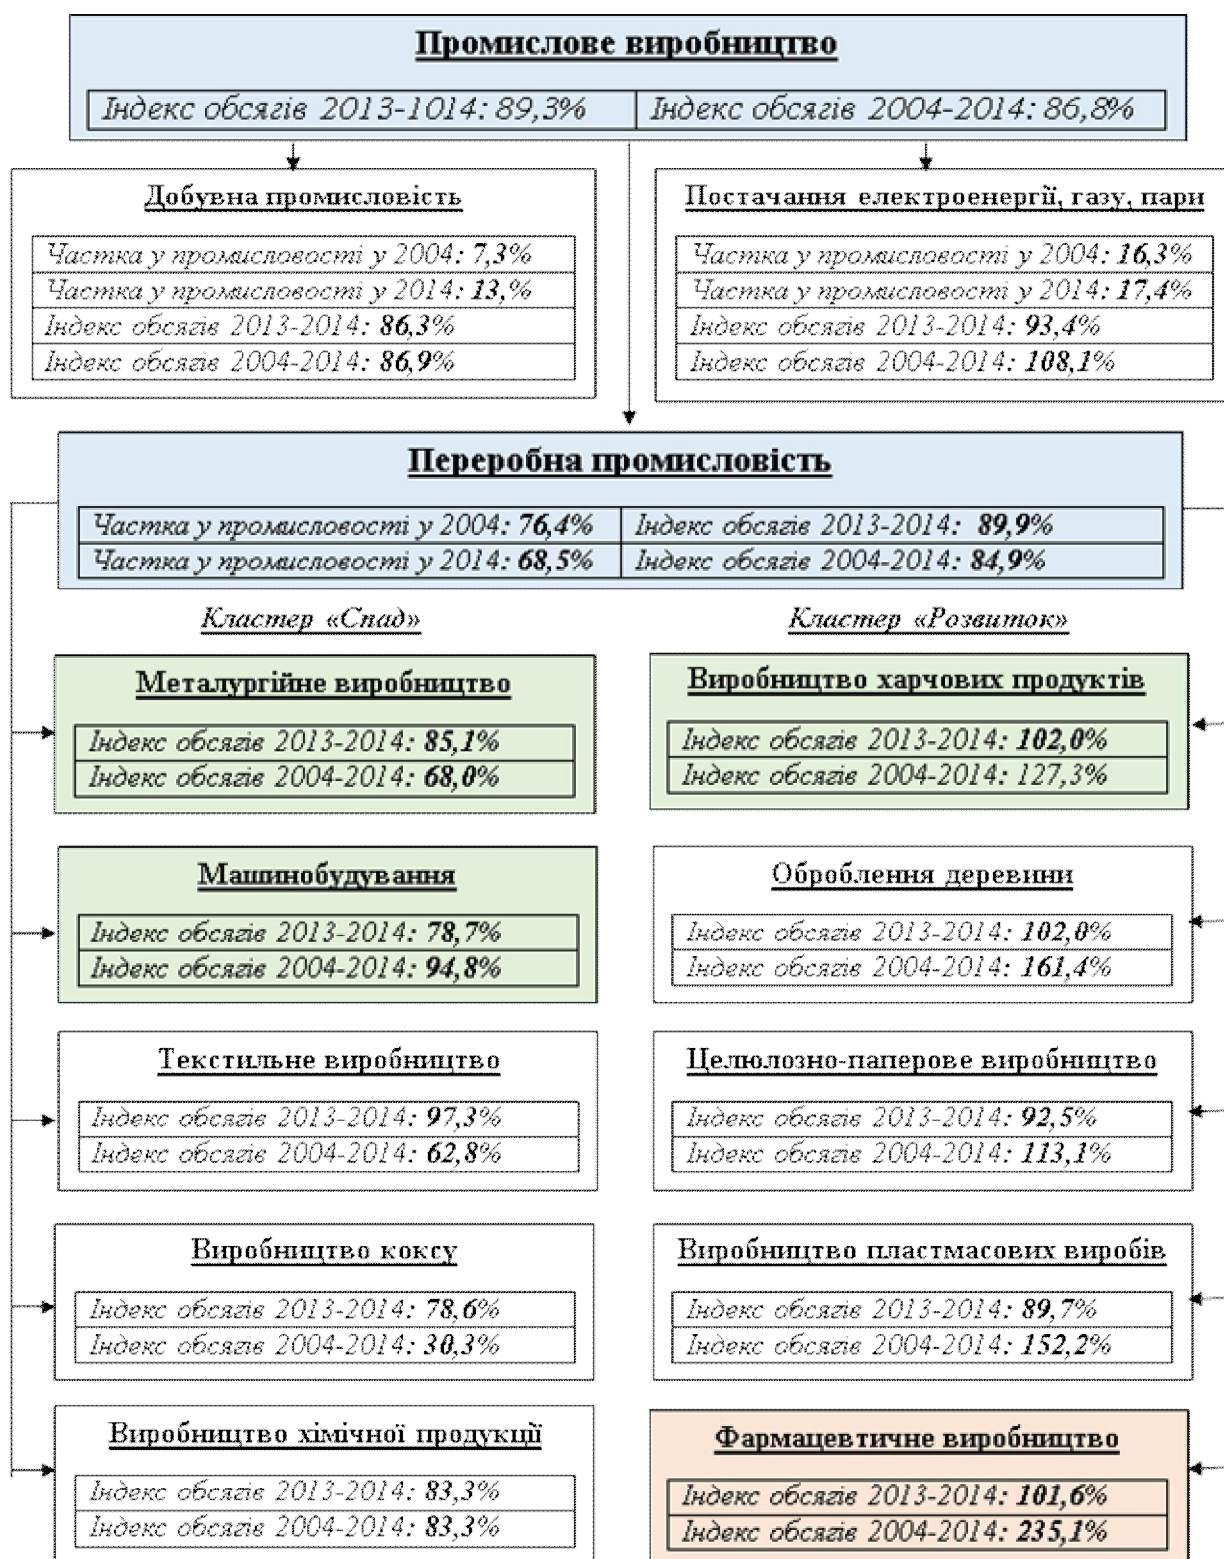 Промислове виробництво
Індекс обсягів 2013-1014: 89,3% Індекс обсягів 2004-2014: 86,8%
Добувна промисловість
Частка у промисловості у 2004: 7,3%
Частка у промисловості у 2014: 13,%
Індекс обсягів 2013-2014: 86,3%
Індекс обсягів 2004-2014: 86,9%
Постачання електроенергії, газу, пари
Частка у промисловості у 2004: 16,3%
Частка у промисловості у 2014: 17,4%
Індекс обсягів 2013-2014: 93,4%
Індекс обсягів 2004-2014: 108,1%
Переробна промисловість
Частка у промисловості у 2004: 76,4% Індекс обсягів 2013-2014: 89,9%
Частка у промисловості у 2014: 68,5% Індекс обсягів 2004-2014: 84,9%
Кластер «Спад»
Металургійне виробництво
Індекс обсягів 2013-2014: 85,1%
Індекс обсягів 2004-2014: 68,0%
Машинобудування
Індекс обсягів 2013-2014: 78,7%
Індекс обсягів 2004-2014: 94,8%
Текстильне виробництво
Індекс обсягів 2013-2014: 97,3%
Індекс обсягів 2004-2014: 62,8%
Виробництво коксу
Індекс обсягів 2013-2014: 78,6%
Індекс обсягів 2004-2014: 30,3%
Виробництво хімічної продукції
Індекс обсягів 2013-2014: 83,3%
Індекс обсягів 2004-2014: 83,3%
Кластер «Розвиток»
Виробництво харчових продуктів
Індекс обсягів 2013-2014: 102,0%
Індекс обсягів 2004-2014: 127,3%
Оброблення деревини
Індекс обсягів 2013-2014: 102,0%
Індекс обсягів 2004-2014: 161,4%
Целюлозно-паперове виробництво
Індекс обсягів 2013-2014: 92,5%
Індекс обсягів 2004-2014: 113,1%
Виробництво пластмасових виробів
Індекс обсягів 2013-2014: 89,7%
Індекс обсягів 2004-2014: 152,2%
Фармацевтичне виробництво
Індекс обсягів 2013-2014: 101,6%
Індекс обсягів 2004-2014: 235,1%